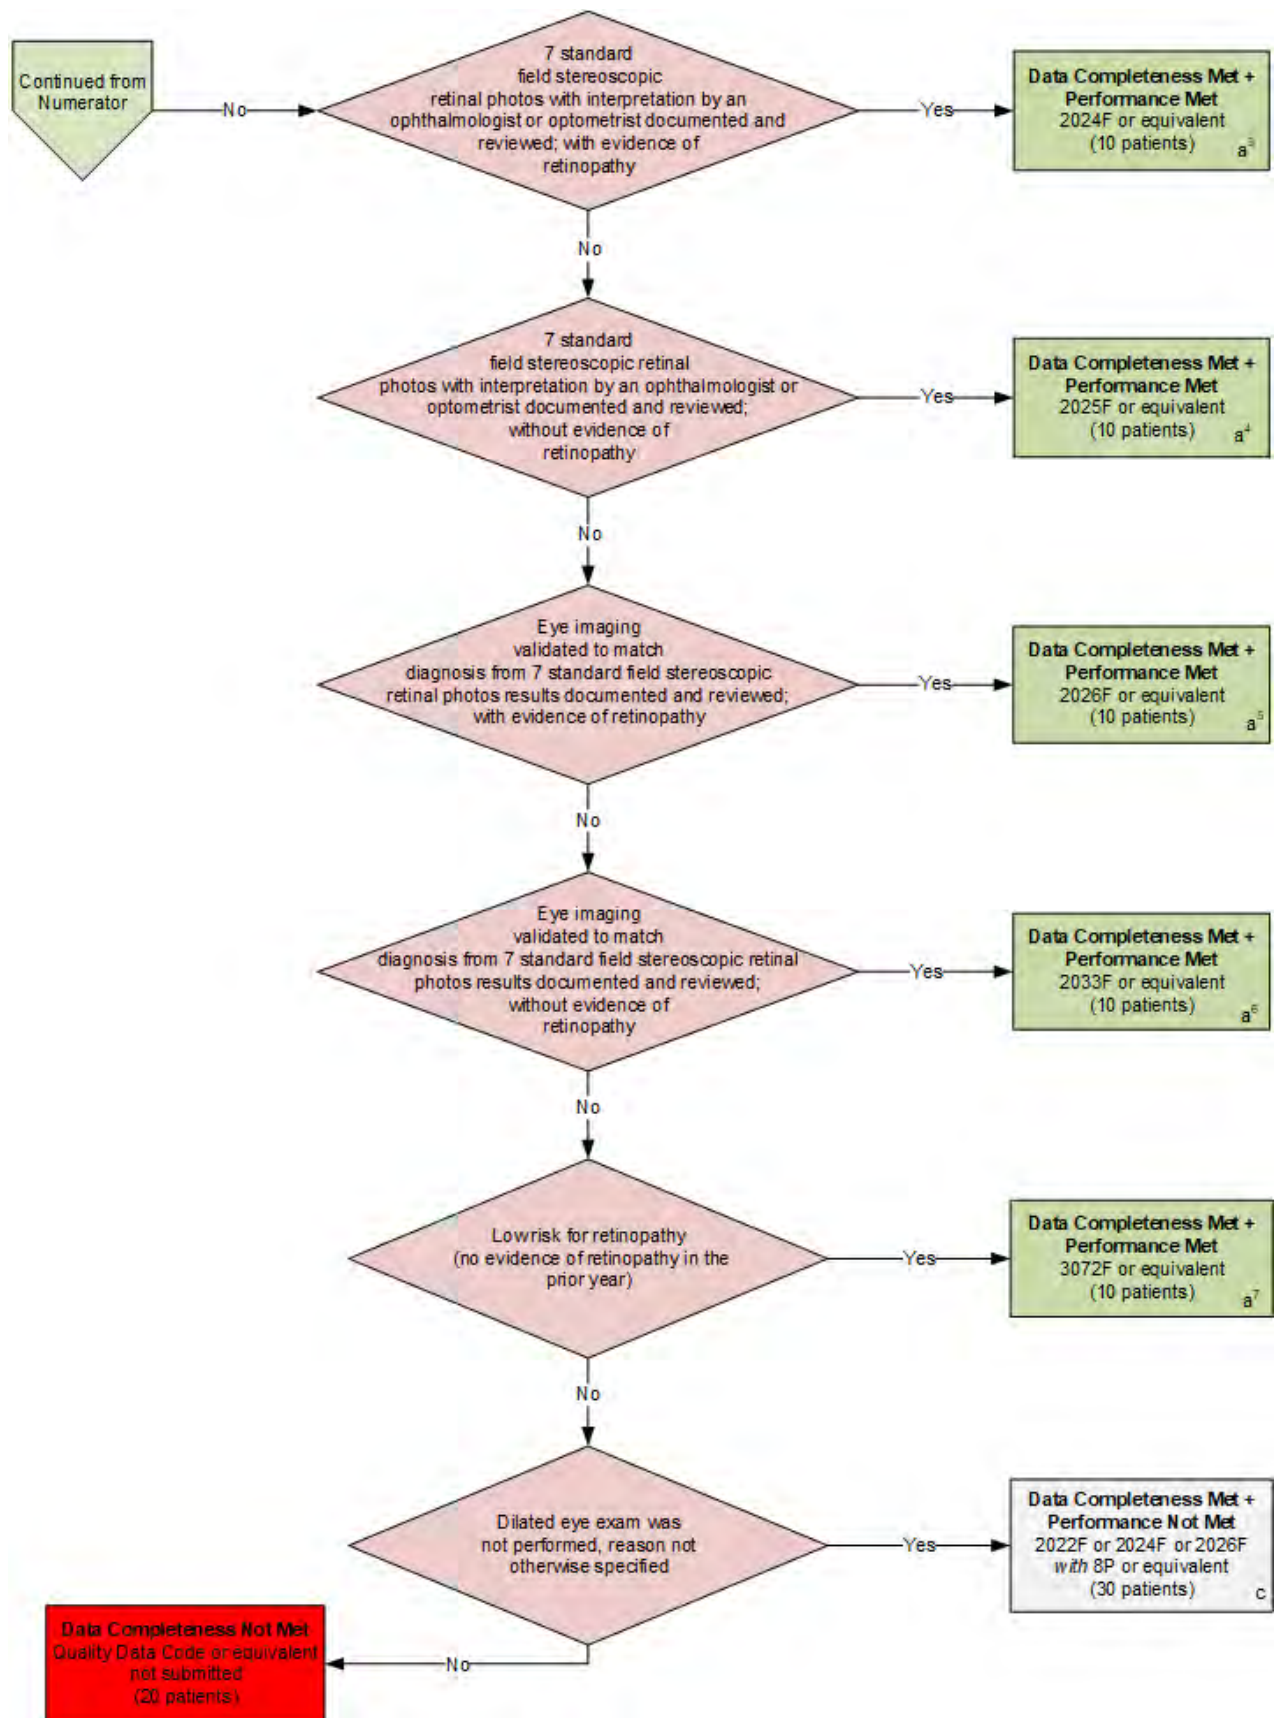 Continued from
Numerator
No
7 standard
field stereoscopic
retinal photos with interpretation by an
ophthalmologist or optometrist documented and
reviewed; with evidence of
retinopathy
Yes
Data Completeness Met +
Performance Met
2024F or equivalent
(10 patients)
a³
No
7 standard
field stereoscopic retinal
photos with interpretation by an ophthalmologist or
optometrist documented and reviewed;
without evidence of
retinopathy
Yes
Data Completeness Met +
Performance Met
2025F or equivalent
(10 patients)
a⁴
No
Eye imaging
validated to match
diagnosis from 7 standard field stereoscopic
retinal photos results documented and reviewed;
with evidence of retinopathy
Yes
Data Completeness Met +
Performance Met
2026F or equivalent
(10 patients)
a⁵
No
Eye imaging
validated to match
diagnosis from 7 standard field stereoscopic retinal
photos results documented and reviewed;
without evidence of
retinopathy
Yes
Data Completeness Met +
Performance Met
2033F or equivalent
(10 patients)
a⁶
No
Low risk for retinopathy
(no evidence of retinopathy in the
prior year)
Yes
Data Completeness Met +
Performance Met
3072F or equivalent
(10 patients)
a⁷
No
Dilated eye exam was
not performed, reason not
otherwise specified
Yes
Data Completeness Met +
Performance Not Met
2022F or 2024F or 2026F
with 8P or equivalent
(30 patients)
c
No
Data Completeness Not Met
Quality Data Code or equivalent
not submitted
(20 patients)